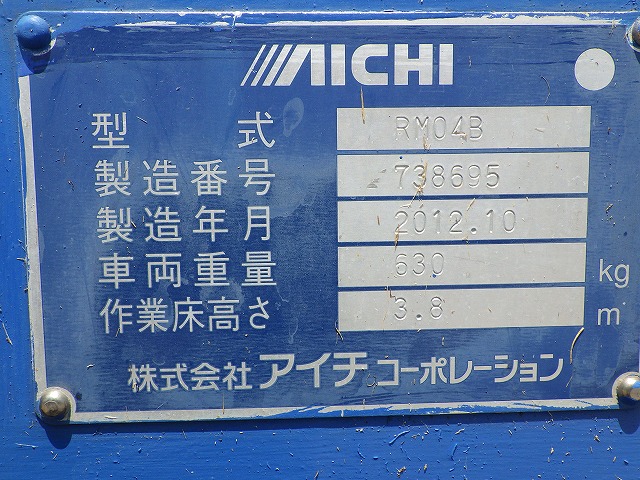 AICHI
型式 RM04B
製造番号 738695
製造年月 2012.10
車両重量 630 kg
作業床高さ 3.8 m
株式会社アイチコーポレーション